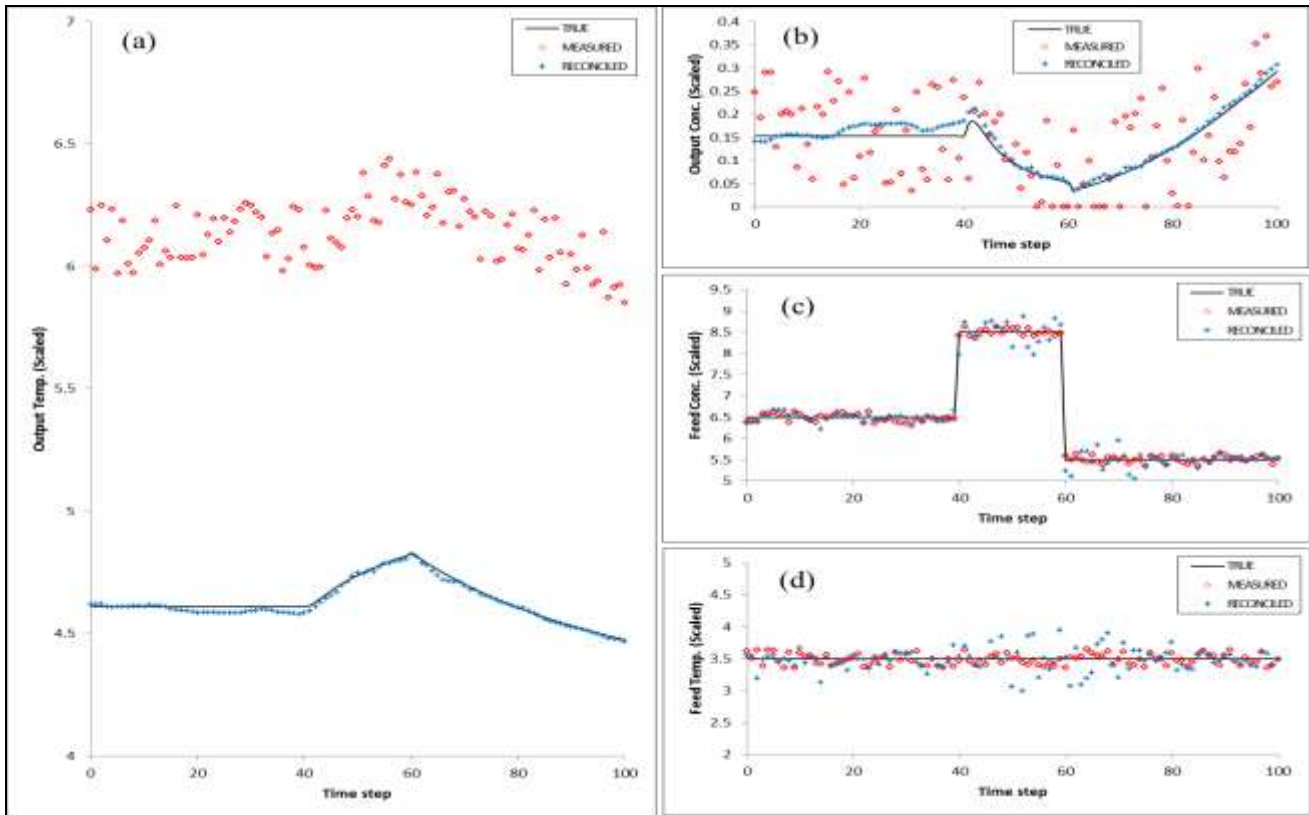 (a)
TRUE
MEASURED
RECONCILED
7
6.5
6
5.5
5
4.5
4
Output Temp. (Scaled)
0 20 40 60 80 100
Time step
(b)
TRUE
MEASURED
RECONCILED
0.4
0.35
0.3
0.25
0.2
0.15
0.1
0.05
0
Output Conc. (Scaled)
0 20 40 60 80 100
Time step
(c)
TRUE
MEASURED
RECONCILED
9.5
9
8.5
8
7.5
7
6.5
6
5.5
5
Feed Conc. (Scaled)
0 20 40 60 80 100
Time step
(d)
TRUE
MEASURED
RECONCILED
5
4.5
4
3.5
3
2.5
2
Feed Temp. (Scaled)
0 20 40 60 80 100
Time step